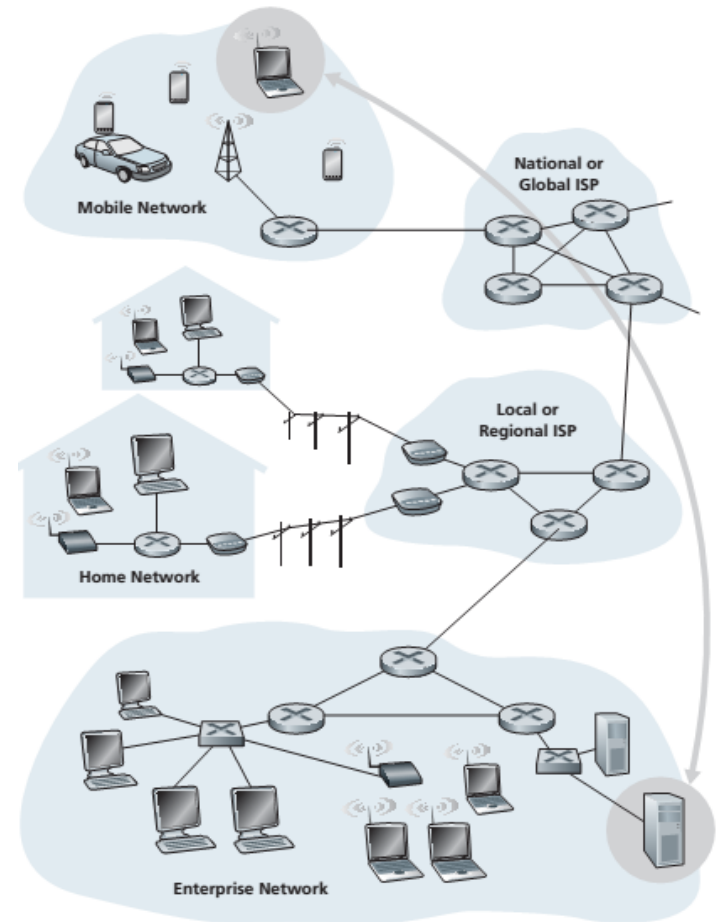 Mobile Network
National or
Global ISP
Local or
Regional ISP
Home Network
Enterprise Network